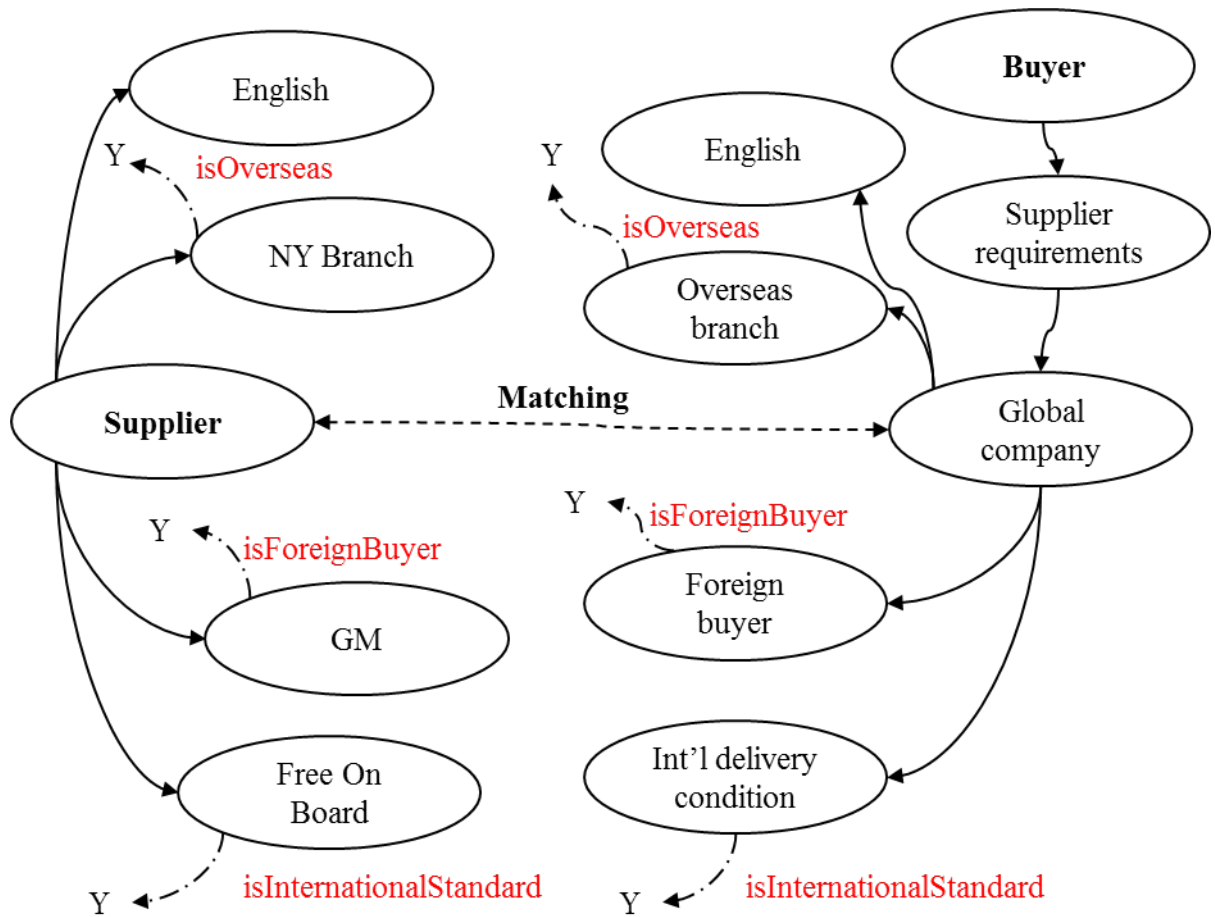 Buyer
English
English
Y
isOverseas
Y
isOverseas
Supplier
requirements
NY Branch
Overseas
branch
Matching
Supplier
Global
company
Y
isForeignBuyer
Y
isForeignBuyer
GM
Foreign
buyer
Free On
Board
Int'l delivery
condition
Y
isInternationalStandard
Y
isInternationalStandard